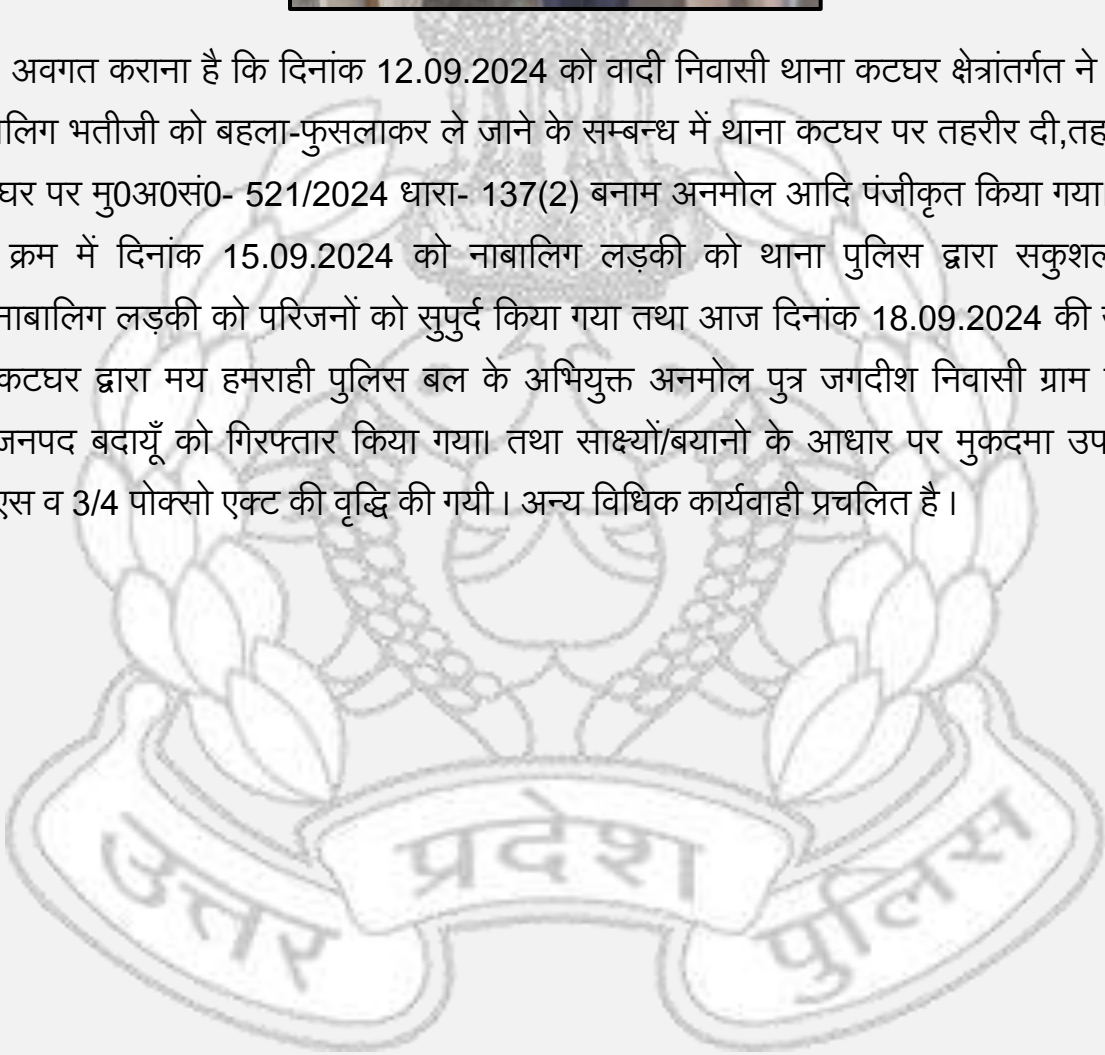 अवगत कराना है कि दिनांक 12.09.2024 को वादी निवासी थाना कटघर क्षेत्रांतर्गत ने
भतीजी को बहला-फुसलाकर ले जाने के सम्बन्ध में थाना कटघर पर तहरीर दी,
पर मु0अ0सं0- 521/2024 धारा- 137(2) बनाम अनमोल आदि पंजीकृत किया गया।
क्रम में दिनांक 15.09.2024 को नाबालिग लड़की को थाना पुलिस द्वारा सकुशल
नाबालिग लड़की को परिजनों को सुपुर्द किया गया तथा आज दिनांक 18.09.2024 की
कटघर द्वारा मय हमराही पुलिस बल के अभियुक्त अनमोल पुत्र जगदीश निवासी ग्राम
जनपद बदायूँ को गिरफ्तार किया गया। तथा साक्ष्यों/बयानो के आधार पर मुकदमा
व 3/4 पोक्सो एक्ट की वृद्धि की गयी । अन्य विधिक कार्यवाही प्रचलित है ।
उत्तर प्रदेश पुलिस